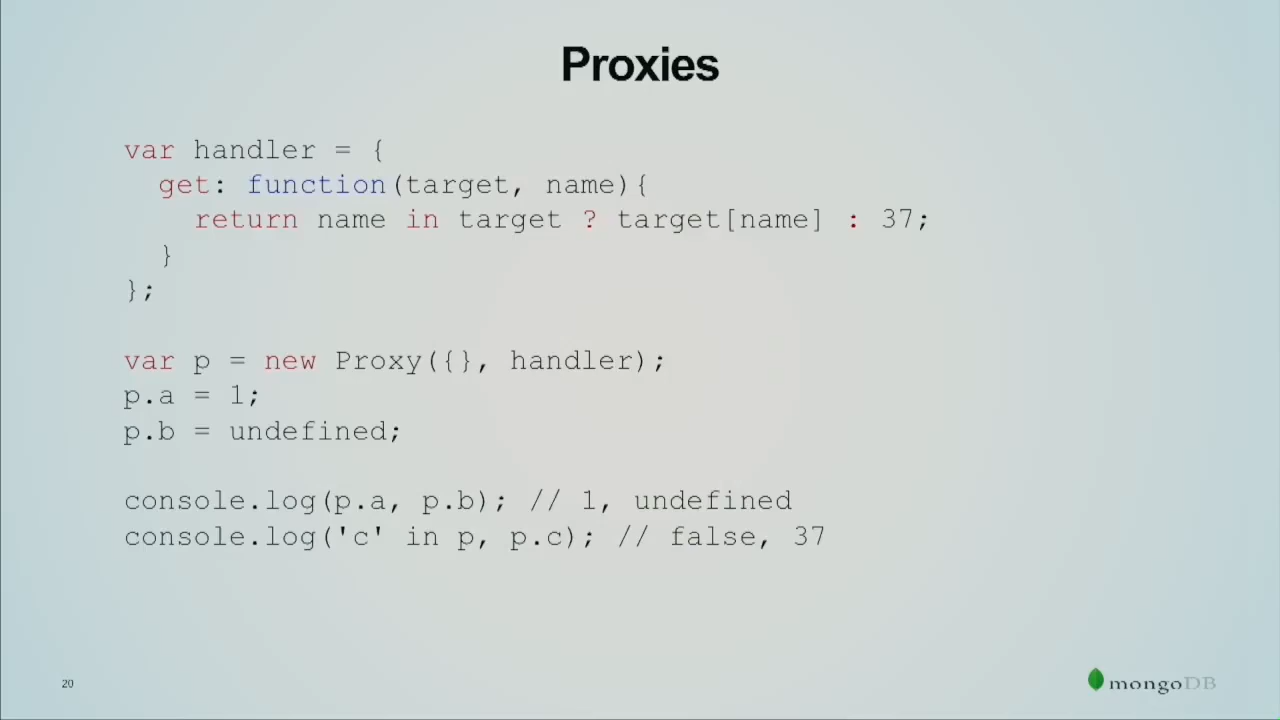 Proxies
var handler = {
  get: function(target, name){
    return name in target ? target[name] : 37;
  }
};
var p = new Proxy({}, handler);
p.a = 1;
p.b = undefined;
console.log(p.a, p.b); // 1, undefined
console.log('c' in p, p.c); // false, 37
20
mongoDB